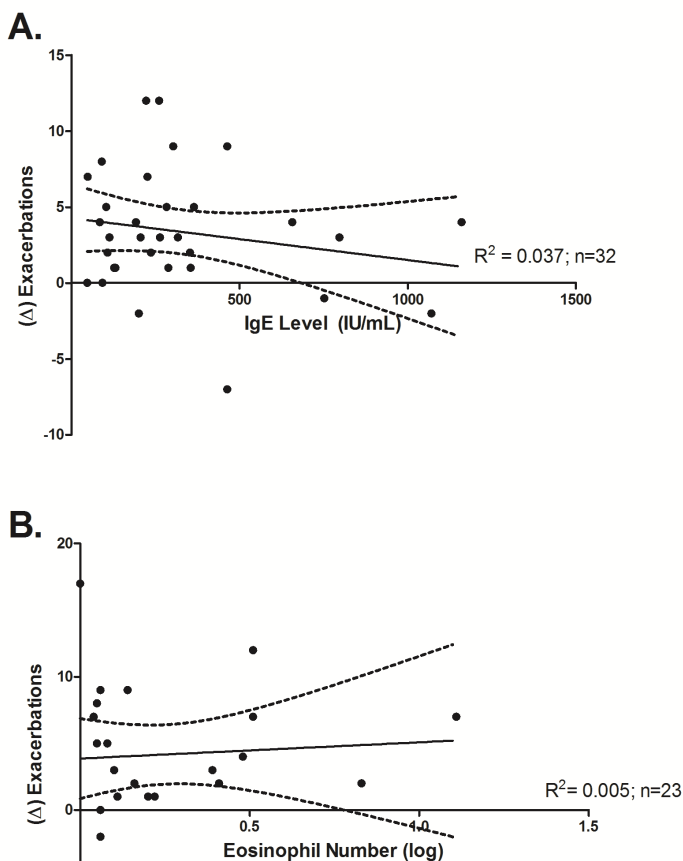 A.
15
10
5
0
-5
-10
(Δ) Exacerbations
500
1000
1500
IgE Level (IU/mL)
R² = 0.037; n=32
B.
20
10
0
(Δ) Exacerbations
0.5
1.0
1.5
Eosinophil Number (log)
R²= 0.005; n=23